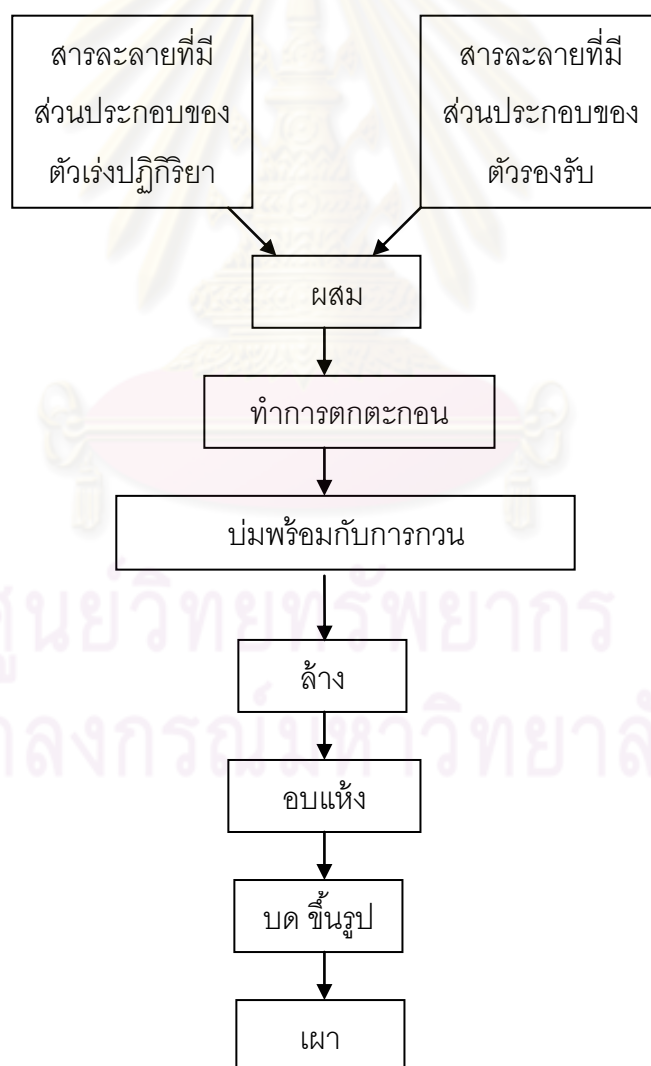 สารละลายที่มี
ส่วนประกอบของ
ตัวเร่งปฏิกิริยา
สารละลายที่มี
ส่วนประกอบของ
ตัวรองรับ
ผสม
ทำการตกตะกอน
บ่มพร้อมกับการกวน
ศูนย์วิทยทรัพยากร
ล้าง
อบแห้ง
บด ขึ้นรูป
เผา